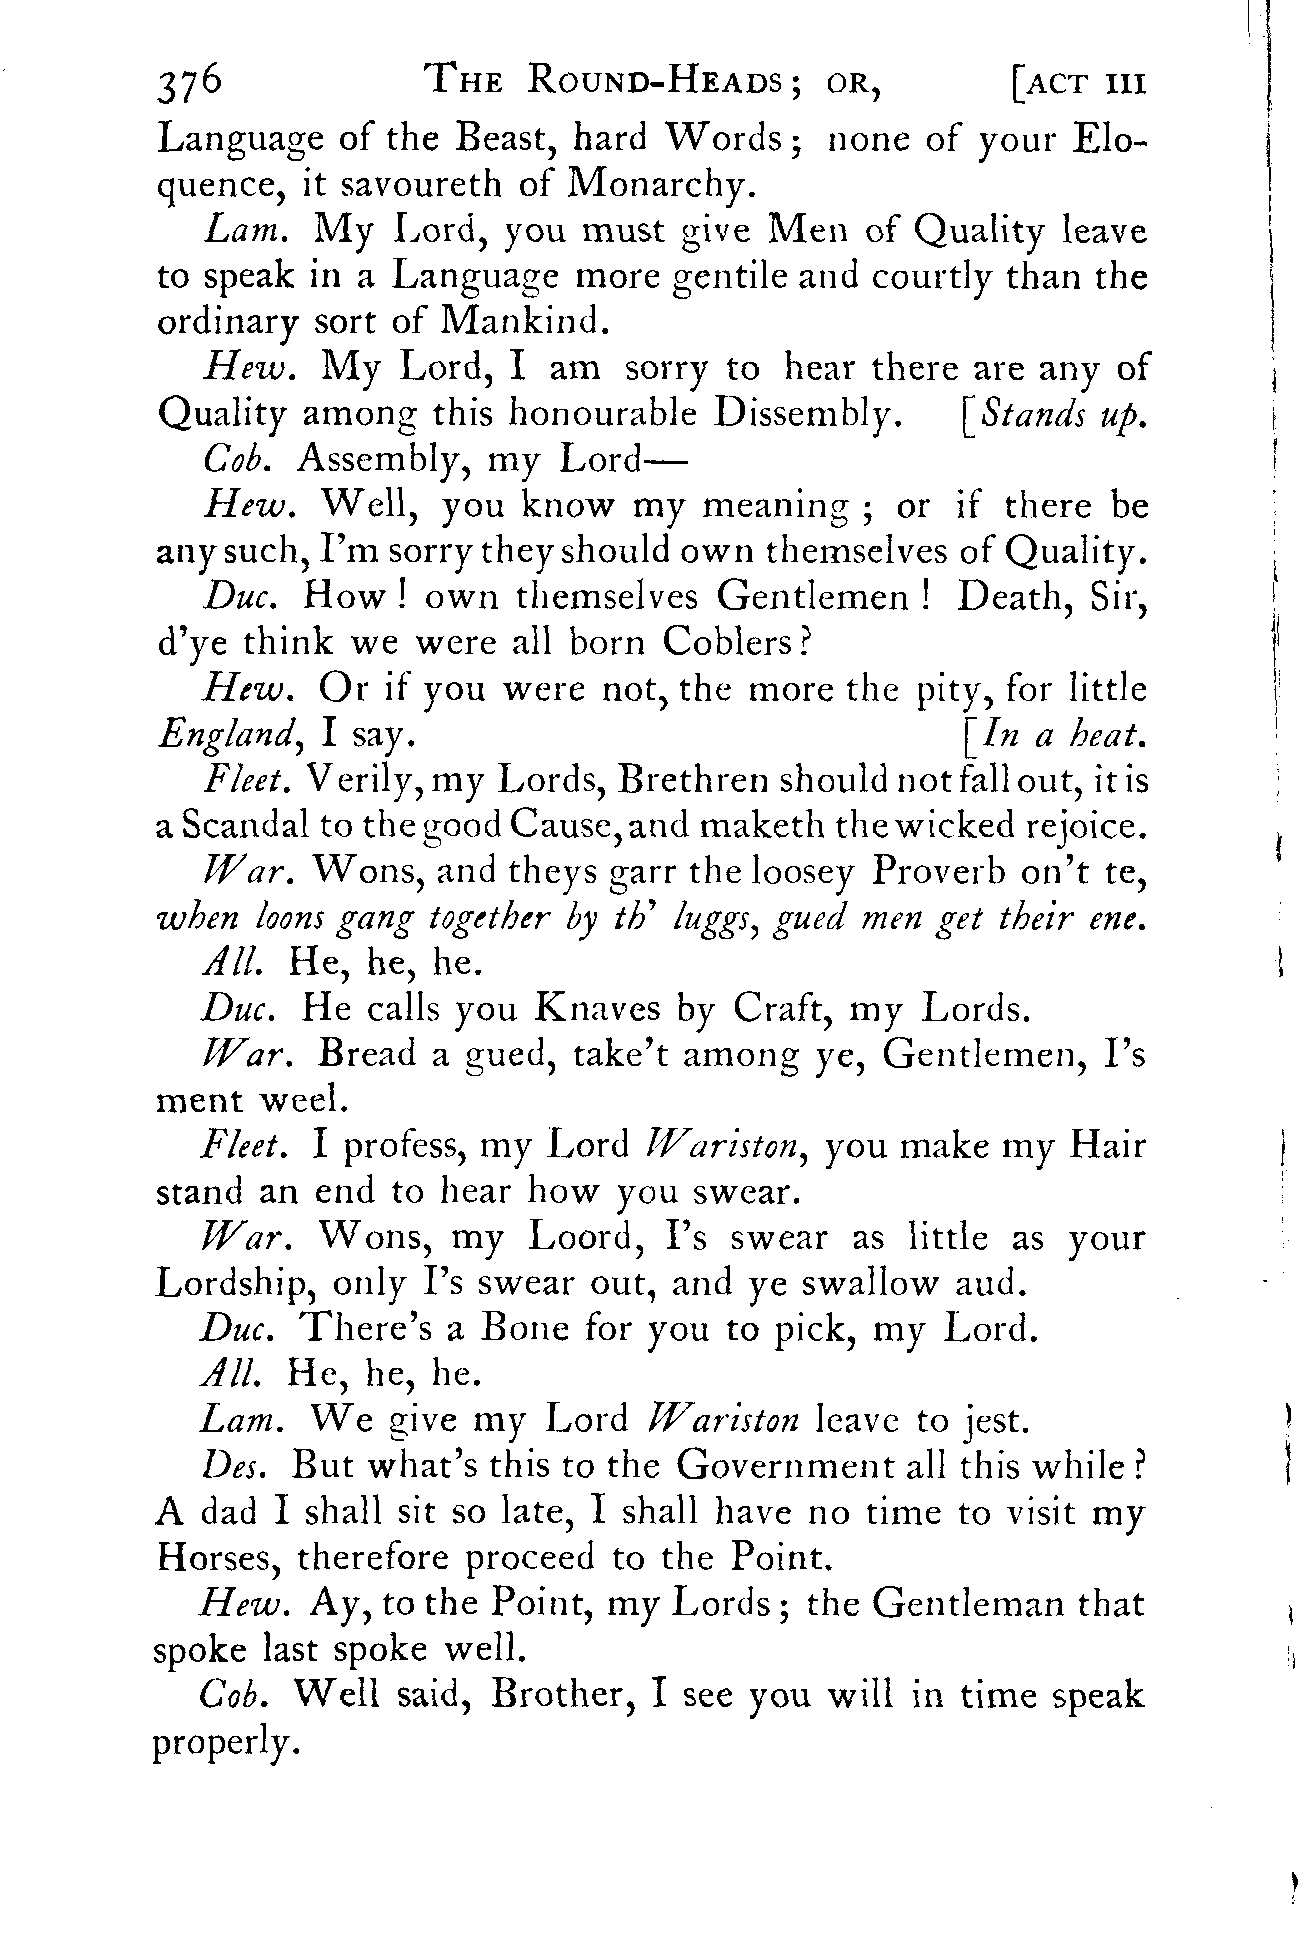 376 THE ROUND-HEADS; OR, [ACT III
Language of the Beast, hard Words; none of your Elo-
quence, it savoureth of Monarchy.
Lam. My Lord, you must give Men of Quality leave
to speak in a Language more gentile and courtly than the
ordinary sort of Mankind.
Hew. My Lord, I am sorry to hear there are any of
Quality among this honourable Dissembly. [Stands up.
Cob. Assembly, my Lord—
Hew. Well, you know my meaning; or if there be
any such, I'm sorry they should own themselves of Quality.
Duc. How! own themselves Gentlemen! Death, Sir,
d'ye think we were all born Coblers?
Hew. Or if you were not, the more the pity, for little
England, I say. [In a heat.
Fleet. Verily, my Lords, Brethren should not fall out, it is
a Scandal to the good Cause, and maketh the wicked rejoice.
War. Wons, and theys garr the loosey Proverb on't te,
when loons gang together by th' luggs, gued men get their ene.
All. He, he, he.
Duc. He calls you Knaves by Craft, my Lords.
War. Bread a gued, take't among ye, Gentlemen, I's
ment weel.
Fleet. I profess, my Lord Wariston, you make my Hair
stand an end to hear how you swear.
War. Wons, my Loord, I's swear as little as your
Lordship, only I's swear out, and ye swallow aud.
Duc. There's a Bone for you to pick, my Lord.
All. He, he, he.
Lam. We give my Lord Wariston leave to jest.
Des. But what's this to the Government all this while?
A dad I shall sit so late, I shall have no time to visit my
Horses, therefore proceed to the Point.
Hew. Ay, to the Point, my Lords; the Gentleman that
spoke last spoke well.
Cob. Well said, Brother, I see you will in time speak
properly.